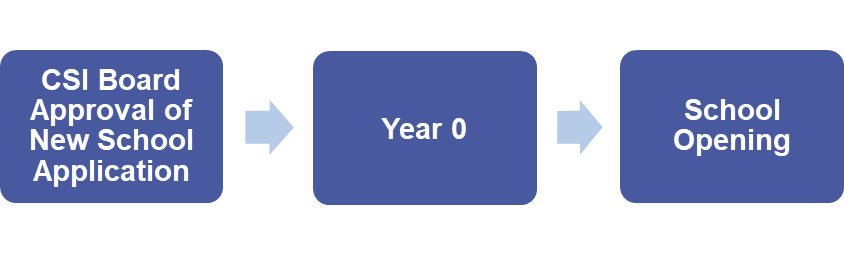 CSI Board
Approval of
New School
Application
Year 0
School
Opening